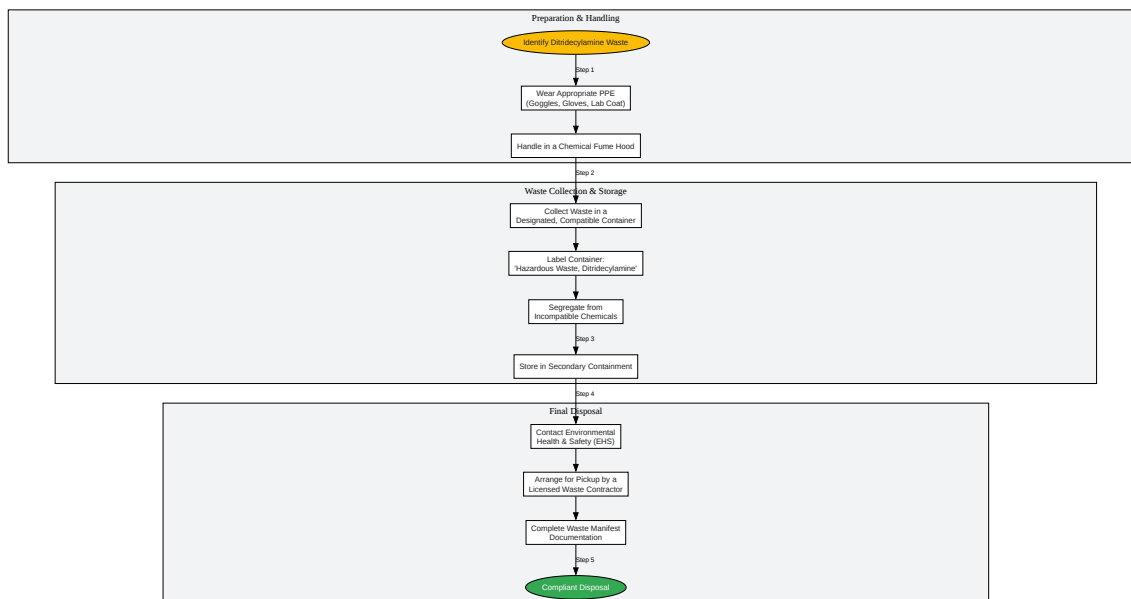 Preparation & Handling
Identify Ditridecylamine Waste
Step 1
Wear Appropriate PPE
(Goggles, Gloves, Lab Coat)
Handle in a Chemical Fume Hood
Step 2
Waste Collection & Storage
Collect Waste in a
Designated, Compatible Container
Label Container:
'Hazardous Waste, Ditridecylamine'
Segregate from
Incompatible Chemicals
Step 3
Store in Secondary Containment
Step 4
Final Disposal
Contact Environmental
Health & Safety (EHS)
Arrange for Pickup by a
Licensed Waste Contractor
Complete Waste Manifest
Documentation
Step 5
Compliant Disposal